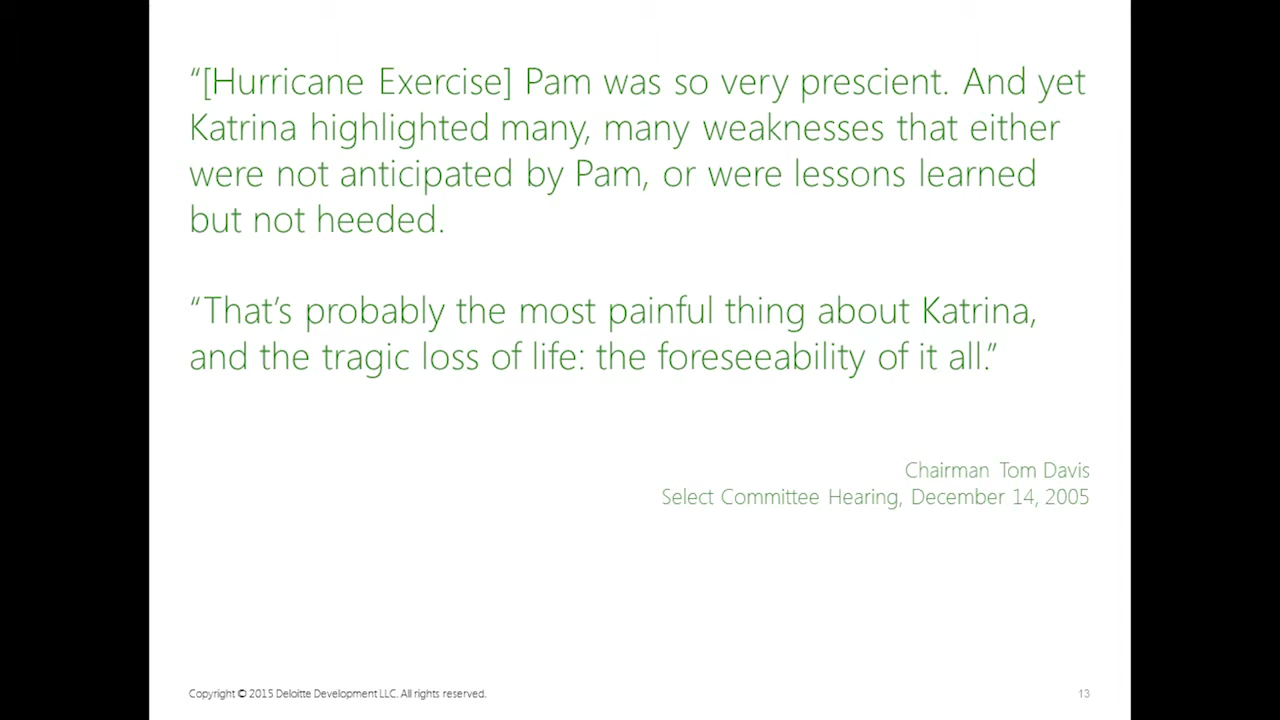 “[Hurricane Exercise] Pam was so very prescient. And yet
Katrina highlighted many, many weaknesses that either
were not anticipated by Pam, or were lessons learned
but not heeded.
“That’s probably the most painful thing about Katrina,
and the tragic loss of life: the foreseeability of it all.”
Chairman Tom Davis
Select Committee Hearing, December 14, 2005
Copyright © 2015 Deloitte Development LLC. All rights reserved.
13